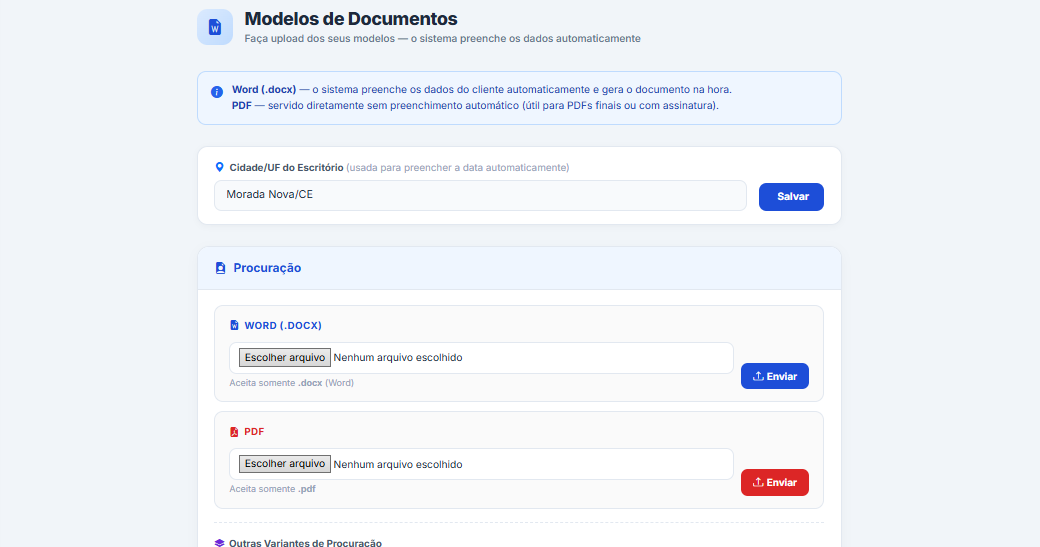 Modelos de Documentos
Faça upload dos seus modelos — o sistema preenche os dados automaticamente
Word (.docx) — o sistema preenche os dados do cliente automaticamente e gera o documento na hora.
PDF — servido diretamente sem preenchimento automático (útil para PDFs finais ou com assinatura).
Cidade/UF do Escritório (usada para preencher a data automaticamente)
Morada Nova/CE
Salvar
Procuração
WORD (.DOCX)
Escolher arquivo Nenhum arquivo escolhido
Enviar
Aceita somente .docx (Word)
PDF
Escolher arquivo Nenhum arquivo escolhido
Enviar
Aceita somente .pdf
Outras Variantes de Procuração